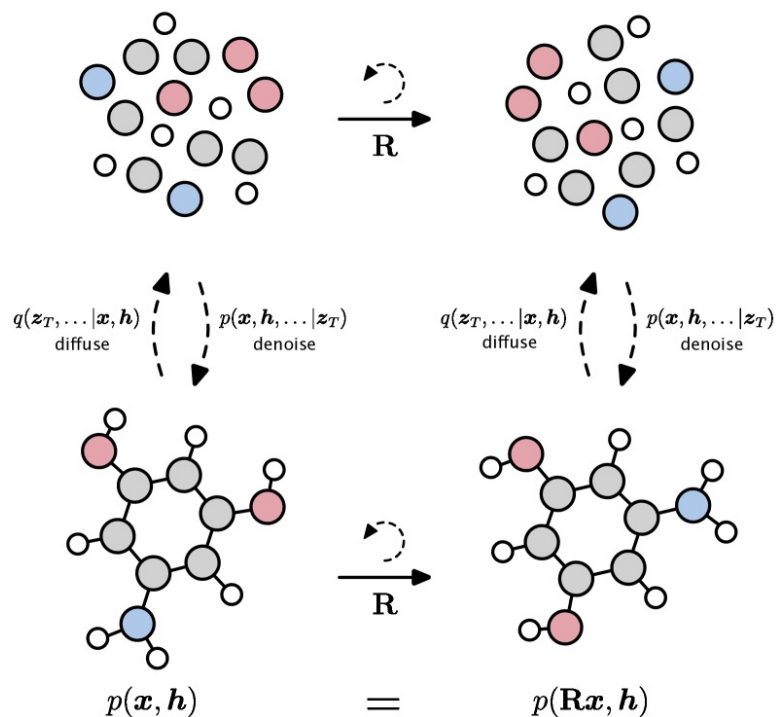 R
q(z_T, ... |x, h)
diffuse
p(x, h, ... |z_T)
denoise
q(z_T, ... |x, h)
diffuse
p(x, h, ... |z_T)
denoise
R
p(x, h) = p(Rx, h)